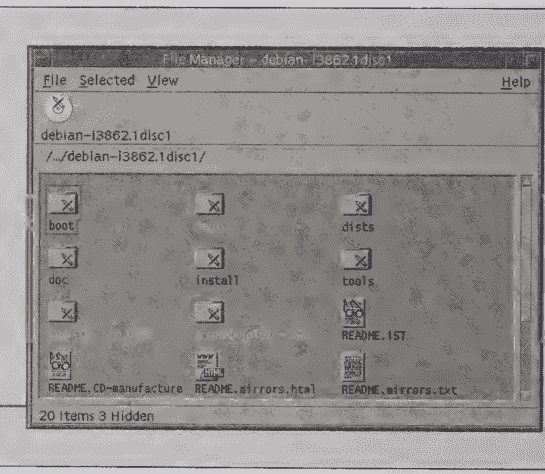 File Manager – debian-i3862.1disc1
File Selected View Help
debian-i3862.1disc1
/.../debian-i3862.1disc1/
boot dists
doc install tools
README.1ST
README.CD-manufacture README.mirrors.html README.mirrors.txt
20 Items 3 Hidden